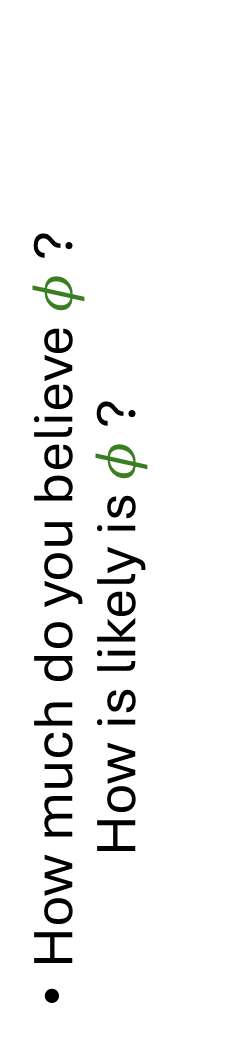 • How much do you believe ϕ ?
How is likely is ϕ ?